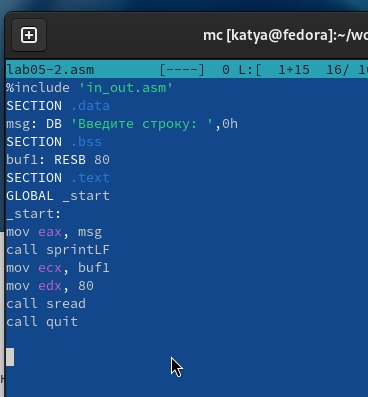 mc [katya@fedora]:~/wo
lab05-2.asm [----] 0 L:[ 1+15 16/ 16
%include 'in_out.asm'
SECTION .data
msg: DB 'Введите строку: ',0h
SECTION .bss
buf1: RESB 80
SECTION .text
GLOBAL _start
_start:
mov eax, msg
call sprintLF
mov ecx, buf1
mov edx, 80
call sread
call quit